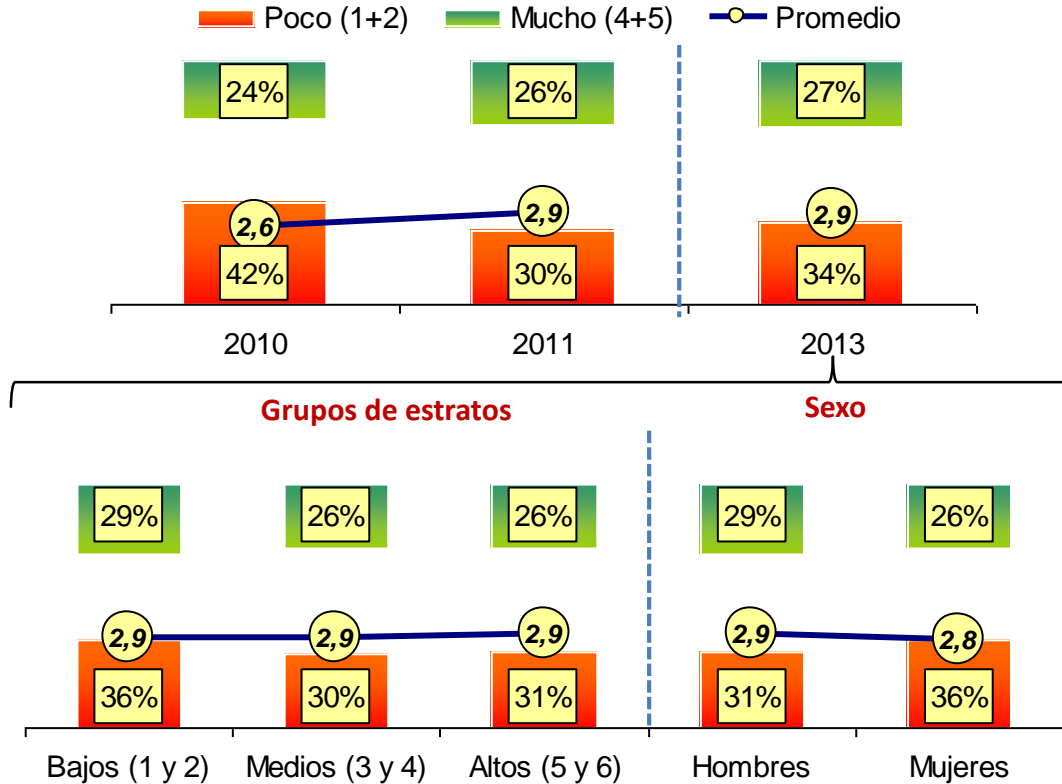 Poco (1+2) Mucho (4+5) Promedio
24% 26% 27%
2,6 2,9 2,9
42% 30% 34%
2010 2011 2013
Grupos de estratos Sexo
29% 26% 26% 29% 26%
2,9 2,9 2,9 2,9 2,8
36% 30% 31% 31% 36%
Bajos (1 y 2) Medios (3 y 4) Altos (5 y 6) Hombres Mujeres